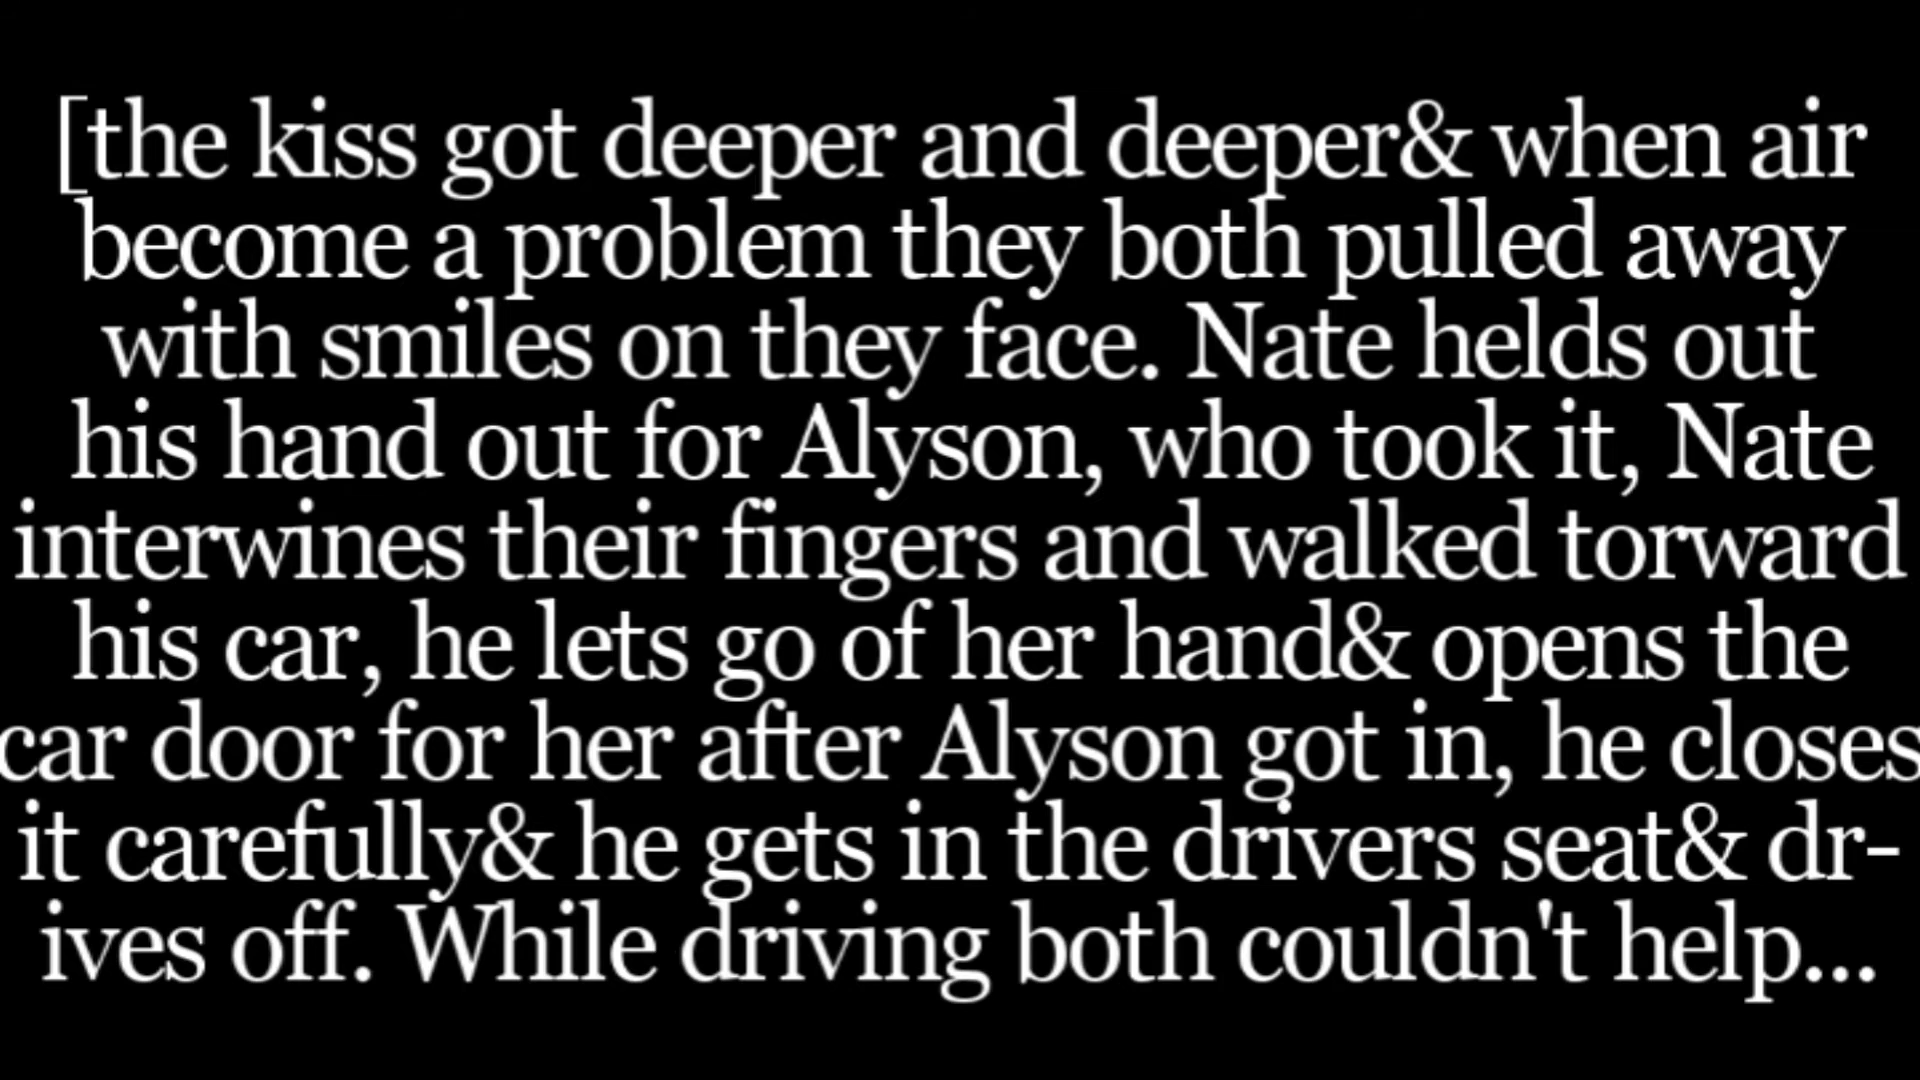 [the kiss got deeper and deeper& when air
become a problem they both pulled away
with smiles on they face. Nate helds out
his hand out for Alyson, who took it, Nate
interwines their fingers and walked torward
his car, he lets go of her hand& opens the
car door for her after Alyson got in, he closes
it carefully& he gets in the drivers seat& dr-
ives off. While driving both couldn't help...